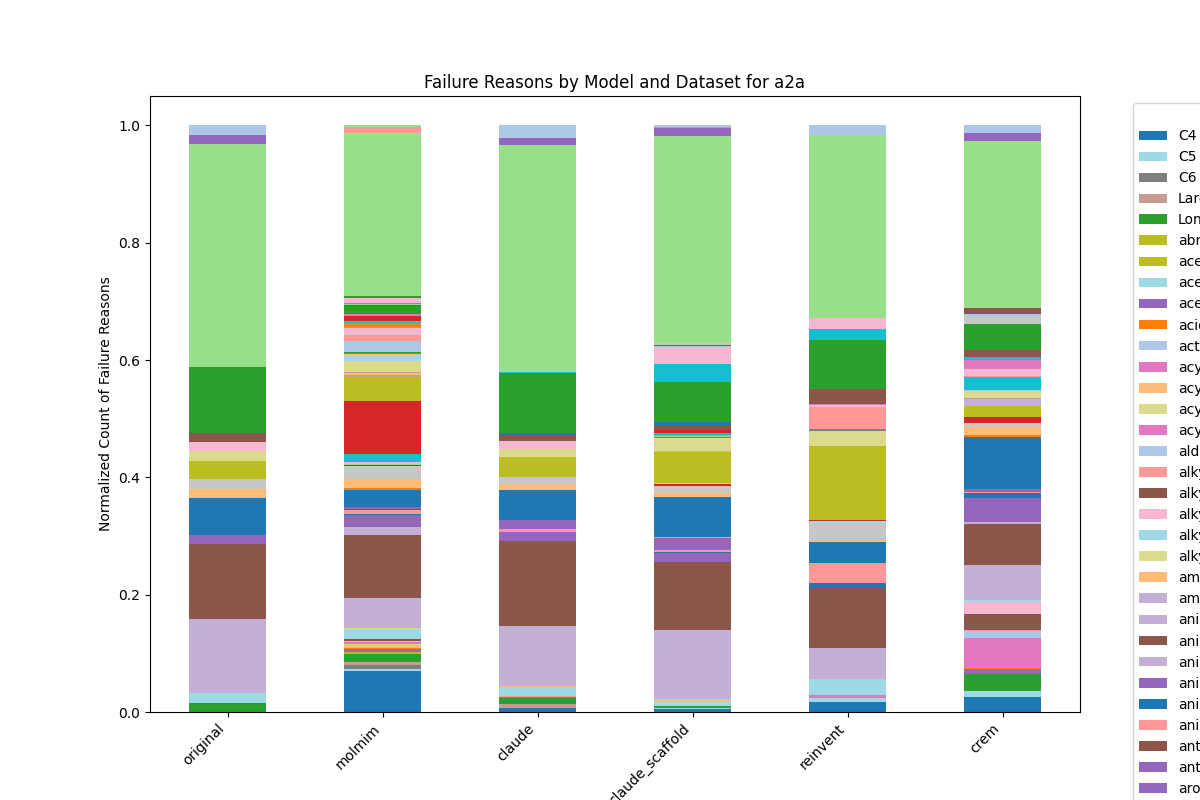 Failure Reasons by Model and Dataset for a2a
Normalized Count of Failure Reasons
1.0
0.8
0.6
0.4
0.2
0.0
original
molmim
claude
claude_scaffold
reinvent
crem
C4
C5
C6
Lar
Lon
abr
ace
ace
ace
acid
act
acy
acy
acy
acy
ald
alky
alky
alky
alky
alky
am
am
ani
ani
ani
ani
ani
ani
ant
ant
aro